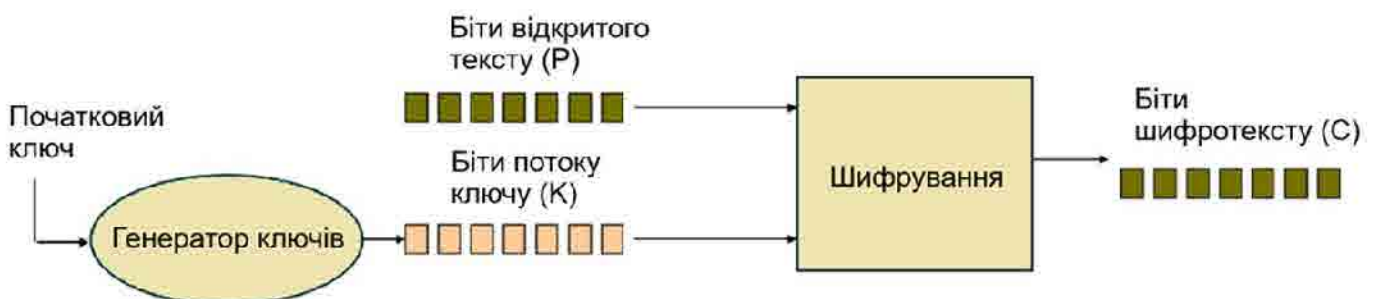 Біти відкритого
тексту (P)
Початковий
ключ
Біти потоку
ключу (K)
Генератор ключів
Шифрування
Біти
шифротексту (C)